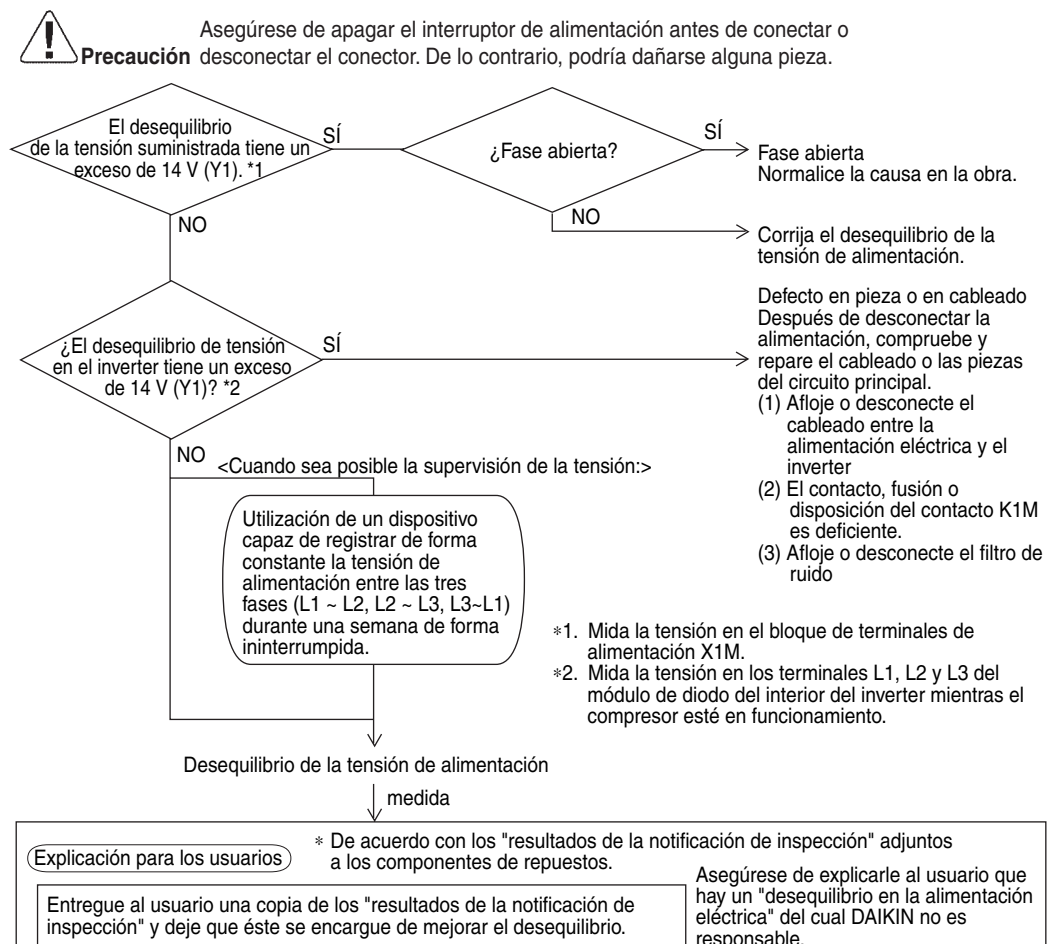 Asegúrese de apagar el interruptor de alimentación antes de conectar o
Precaución desconectar el conector. De lo contrario, podría dañarse alguna pieza.
El desequilibrio
de la tensión suministrada tiene un
exceso de 14 V (Y1). *1
SÍ
¿Fase abierta?
SÍ
Fase abierta
Normalice la causa en la obra.
NO
NO
Corrija el desequilibrio de la
tensión de alimentación.
¿El desequilibrio de tensión
en el inverter tiene un exceso
de 14 V (Y1)? *2
SÍ
Defecto en pieza o en cableado
Después de desconectar la
alimentación, compruebe y
repare el cableado o las piezas
del circuito principal.
(1) Afloje o desconecte el
cableado entre la
alimentación eléctrica y el
inverter
(2) El contacto, fusión o
disposición del contacto K1M
es deficiente.
(3) Afloje o desconecte el filtro de
ruido
NO
<Cuando sea posible la supervisión de la tensión:>
Utilización de un dispositivo
capaz de registrar de forma
constante la tensión de
alimentación entre las tres
fases (L1 ~ L2, L2 ~ L3, L3~L1)
durante una semana de forma
ininterrumpida.
*1. Mida la tensión en el bloque de terminales de
alimentación X1M.
*2. Mida la tensión en los terminales L1, L2 y L3 del
módulo de diodo del interior del inverter mientras el
compresor esté en funcionamiento.
Desequilibrio de la tensión de alimentación
medida
Explicación para los usuarios
* De acuerdo con los "resultados de la notificación de inspección" adjuntos
a los componentes de repuestos.
Entregue al usuario una copia de los "resultados de la notificación de
inspección" y deje que éste se encargue de mejorar el desequilibrio.
Asegúrese de explicarle al usuario que
hay un "desequilibrio en la alimentación
eléctrica" del cual DAIKIN no es
responsable.